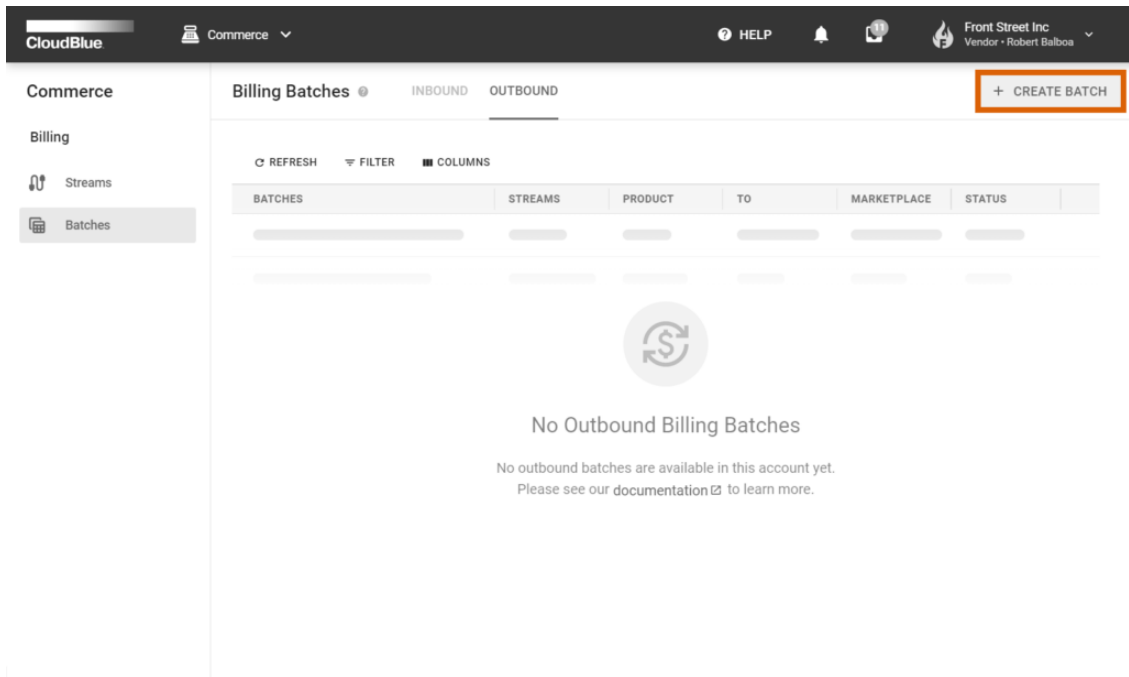 CloudBlue
Commerce
HELP
11
Front Street Inc
Vendor • Robert Balboa
Commerce
Billing
Streams
Batches
Billing Batches
INBOUND
OUTBOUND
+ CREATE BATCH
REFRESH
FILTER
COLUMNS
BATCHES STREAMS PRODUCT TO MARKETPLACE STATUS
No Outbound Billing Batches
No outbound batches are available in this account yet.
Please see our documentation to learn more.